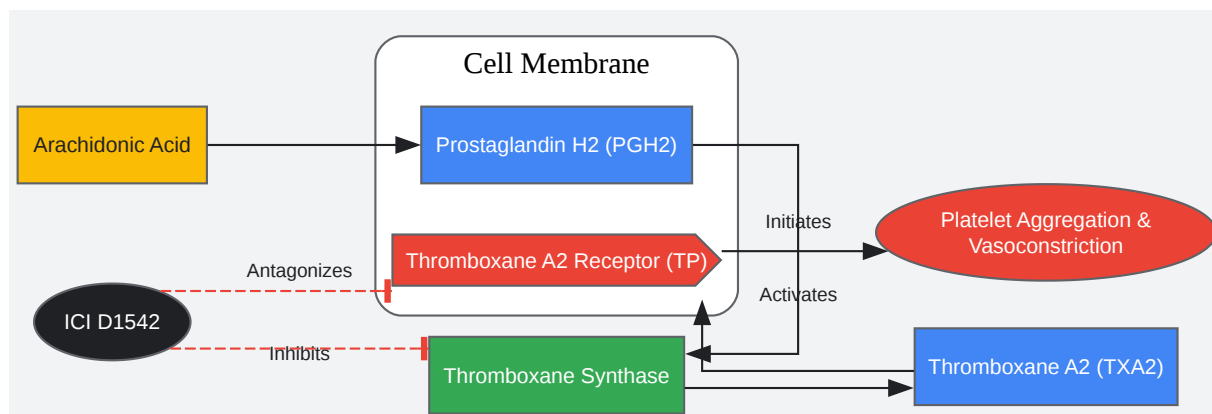 Cell Membrane
Arachidonic Acid
Prostaglandin H2 (PGH2)
Initiates
Platelet Aggregation &
Vasoconstriction
Thromboxane A2 Receptor (TP)
Antagonizes
Activates
ICI D1542
Inhibits
Thromboxane Synthase
Thromboxane A2 (TXA2)